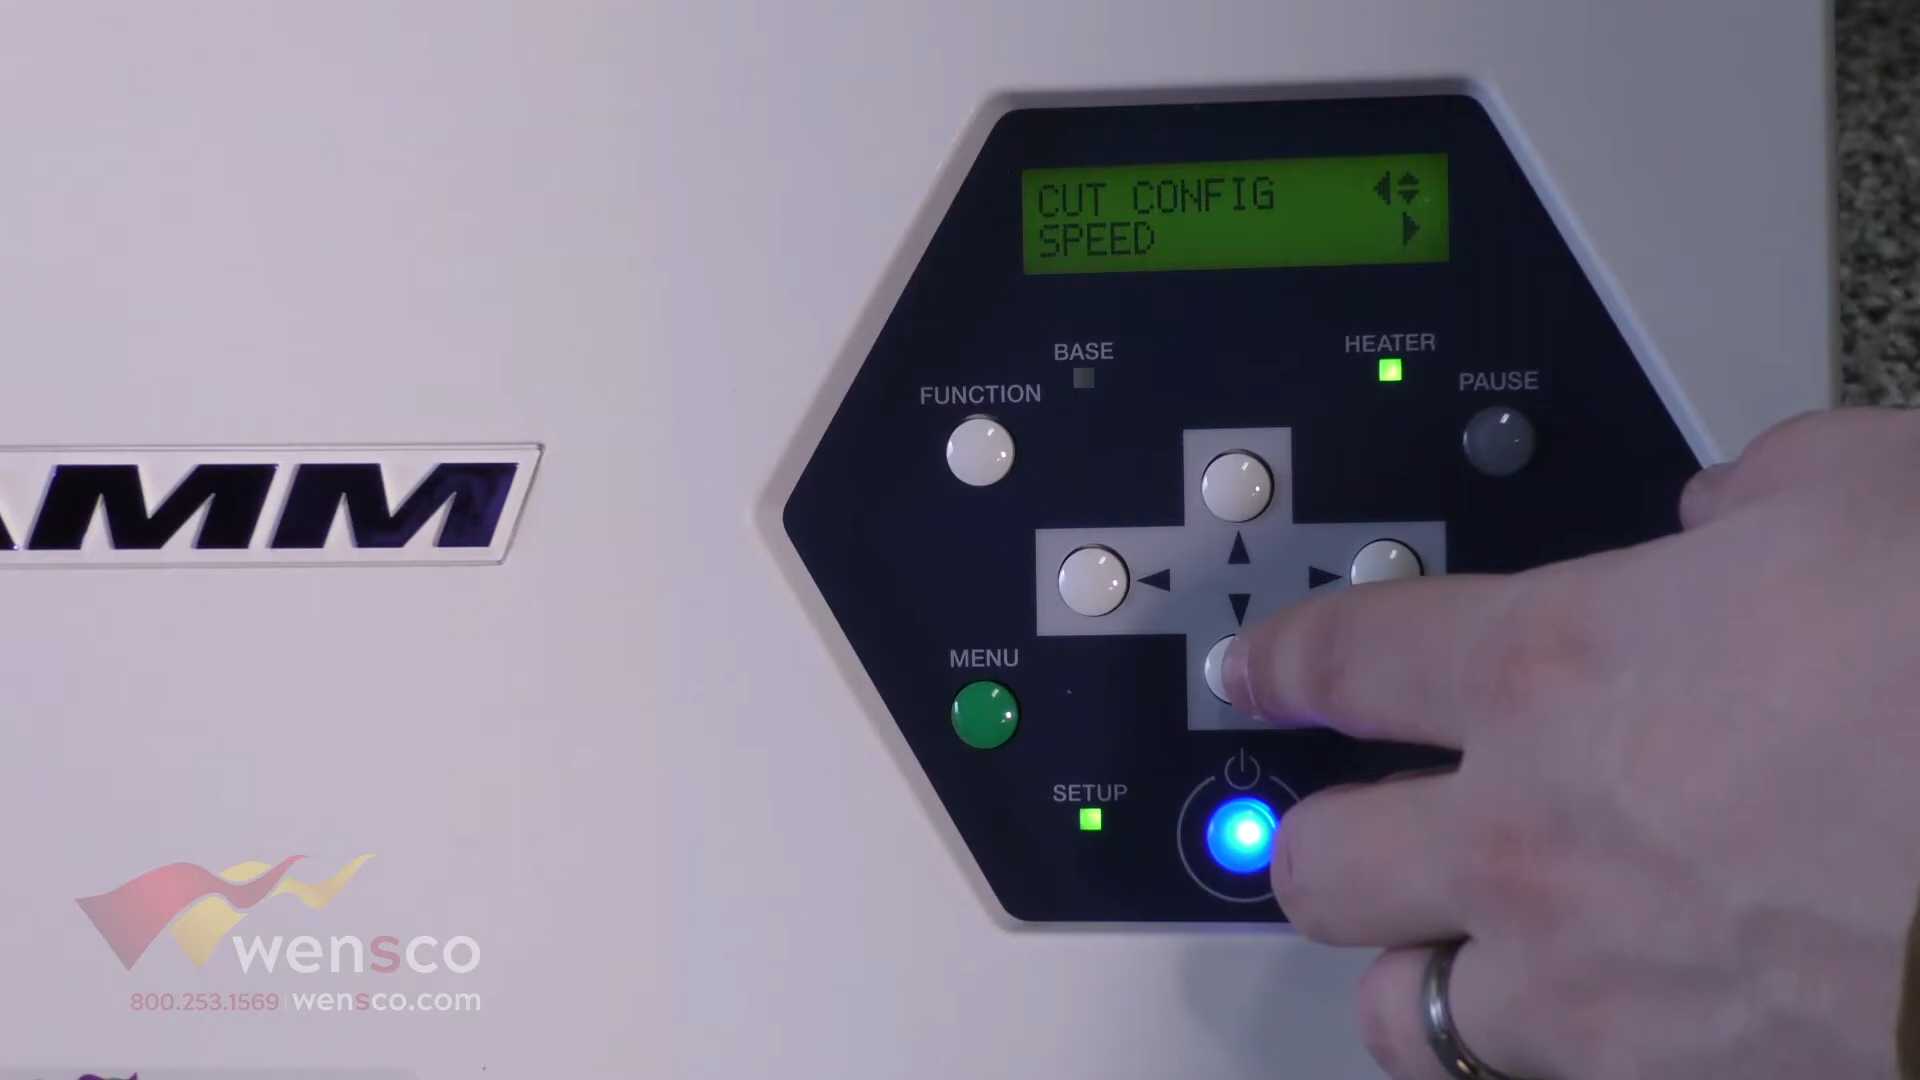 CUT CONFIG
SPEED
BASE
HEATER
FUNCTION
PAUSE
AMM
MENU
SETUP
wensco
800.253.1569 | wensco.com